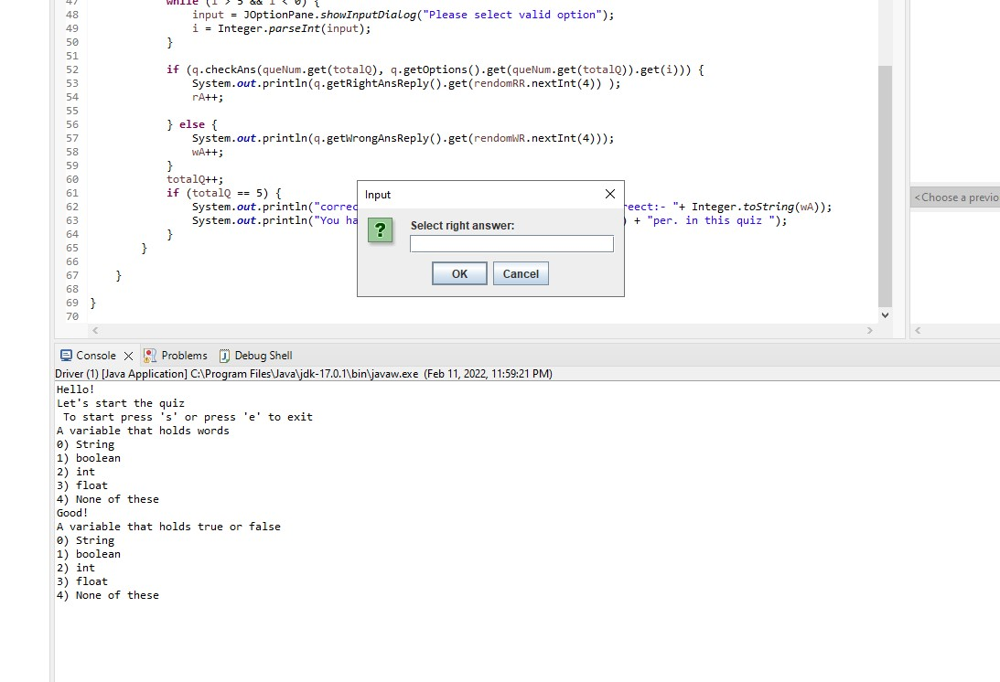 47 while (i > 5 && i < 0) {
48 input = JOptionPane.showInputDialog("Please select valid option");
49 i = Integer.parseInt(input);
50 }
51
52 if (q.checkAns(queNum.get(totalQ), q.getOptions().get(queNum.get(totalQ)).get(i))) {
53 System.out.println(q.getRightAnsReply().get(rendomRR.nextInt(4)) );
54 rA++;
55
56 } else {
57 System.out.println(q.getWrongAnsReply().get(rendomWR.nextInt(4)));
58 wA++;
59 }
60 totalQ++;
61 if (totalQ == 5) {
62 System.out.println("correc reect:- "+ Integer.toString(wA));
63 System.out.println("You ha ) + "per. in this quiz ");
64 }
65 }
66
67 }
68
69 }
70
Input
Select right answer:
OK Cancel
<Choose a previo
Console Problems Debug Shell
Driver (1) [Java Application] C:\Program Files\Java\jdk-17.0.1\bin\javaw.exe (Feb 11, 2022, 11:59:21 PM)
Hello!
Let's start the quiz
To start press 's' or press 'e' to exit
A variable that holds words
0) String
1) boolean
2) int
3) float
4) None of these
Good!
A variable that holds true or false
0) String
1) boolean
2) int
3) float
4) None of these